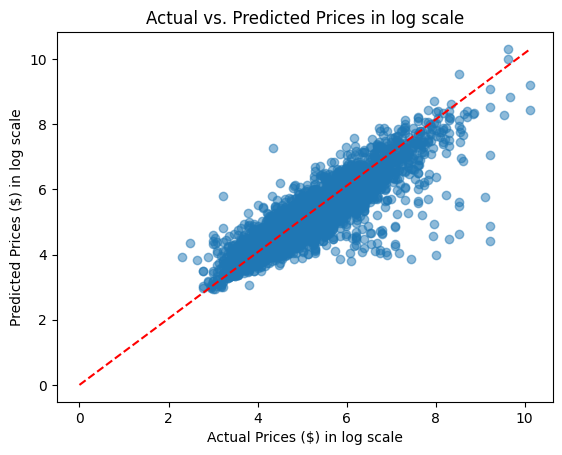 Actual vs. Predicted Prices in log scale
Predicted Prices ($) in log scale
10
8
6
4
2
0
0 2 4 6 8 10
Actual Prices ($) in log scale